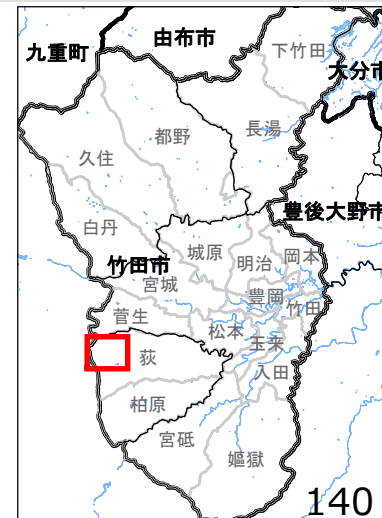 九重町
由布市
下竹田
大分市
都野
長湯
久住
豊後大野市
白丹
城原
明治
岡本
竹田市
宮城
豊岡
竹田
菅生
松本
玉来
荻
入田
柏原
宮砥
嫗獄
140